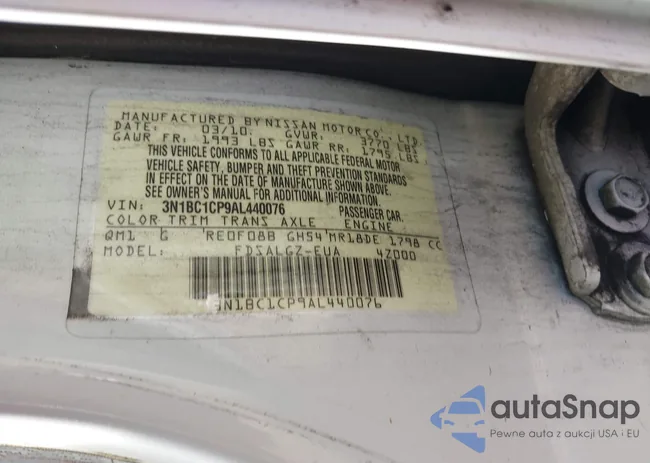 MANUFACTURED BY NISSAN MOTOR CO., LTD.
DATE: 03/10. GVWR: 3770 LBS
GAWR FR: 1993 LBS GAWR RR: 1795 LBS
THIS VEHICLE CONFORMS TO ALL APPLICABLE FEDERAL MOTOR
VEHICLE SAFETY, BUMPER AND THEFT PREVENTION STANDARDS
IN EFFECT ON THE DATE OF MANUFACTURE SHOWN ABOVE.
SEE OWNER'S MANUAL FOR ADDITIONAL INFORMATION.
VIN: 3N1BC1CP9AL440076 PASSENGER CAR.
COLOR TRIM TRANS AXLE ENGINE
QM1 G RE0F08B GH54 MR18DE 1798 CC
MODEL: FDSALGZ-EUA 4Z000
3N1BC1CP9AL440076
autaSnap
Pewne auta z aukcji USA i EU